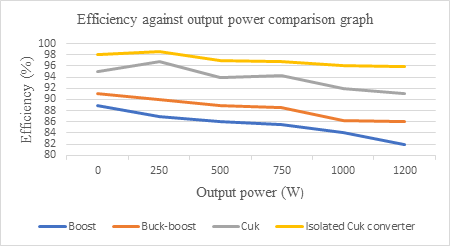 Efficiency against output power comparison graph
Efficiency (%)
100
98
96
94
92
90
88
86
84
82
80
0 250 500 750 1000 1200
Output power (W)
Boost Buck-boost Cuk Isolated Cuk converter